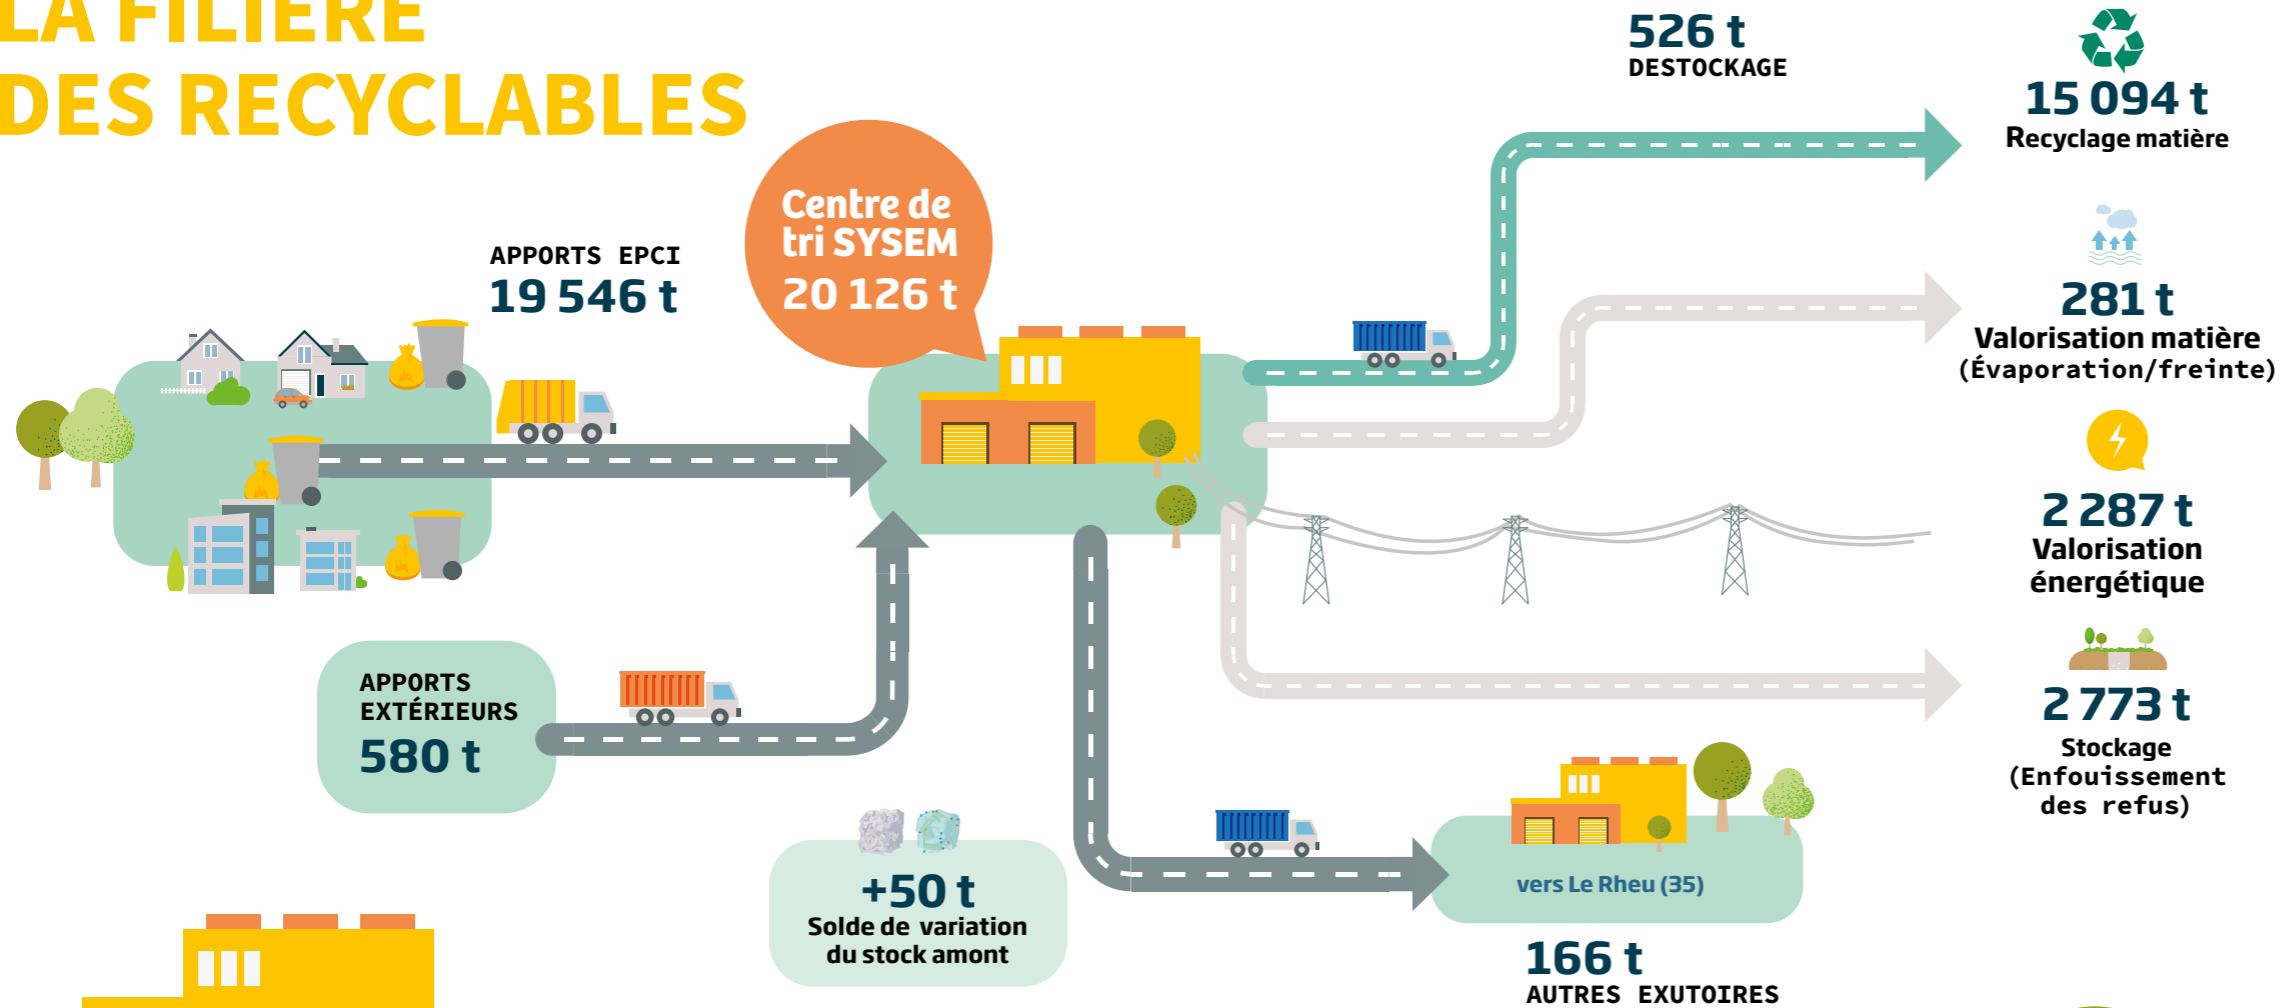 LA FILIÈRE
DES RECYCLABLES
526 t
DESTOCKAGE
15 094 t
Recyclage matière
Centre de
tri SYSEM
20 126 t
APPORTS EPCI
19 546 t
281 t
Valorisation matière
(Évaporation/freinte)
2 287 t
Valorisation
énergétique
APPORTS
EXTÉRIEURS
580 t
2 773 t
Stockage
(Enfouissement
des refus)
+50 t
Solde de variation
du stock amont
vers Le Rheu (35)
166 t
AUTRES EXUTOIRES